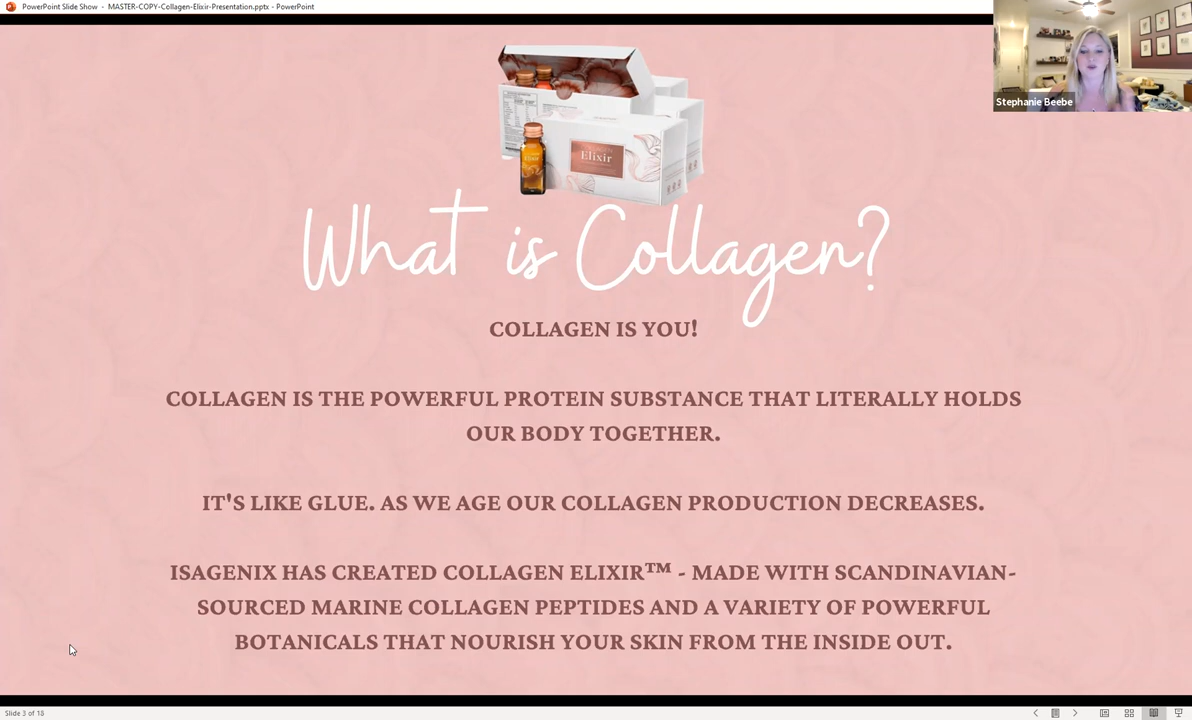 PowerPoint Slide Show - MASTER-COPY-Collagen-Elixir-Presentation.pptx - PowerPoint
Stephanie Beebe
Elixir
What is Collagen?
COLLAGEN IS YOU!
COLLAGEN IS THE POWERFUL PROTEIN SUBSTANCE THAT LITERALLY HOLDS
OUR BODY TOGETHER.
IT'S LIKE GLUE. AS WE AGE OUR COLLAGEN PRODUCTION DECREASES.
ISAGENIX HAS CREATED COLLAGEN ELIXIR™ - MADE WITH SCANDINAVIAN-
SOURCED MARINE COLLAGEN PEPTIDES AND A VARIETY OF POWERFUL
BOTANICALS THAT NOURISH YOUR SKIN FROM THE INSIDE OUT.
Slide 3 of 18